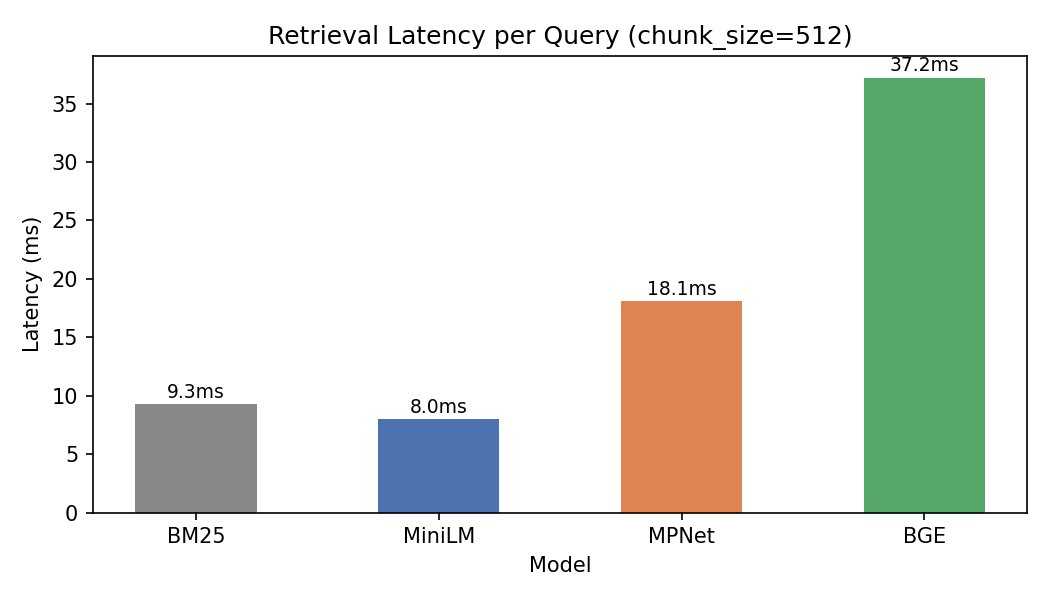 Retrieval Latency per Query (chunk_size=512)
37.2ms
35
30
25
20
18.1ms
15
10
9.3ms
8.0ms
5
0
Latency (ms)
BM25 MiniLM MPNet BGE
Model